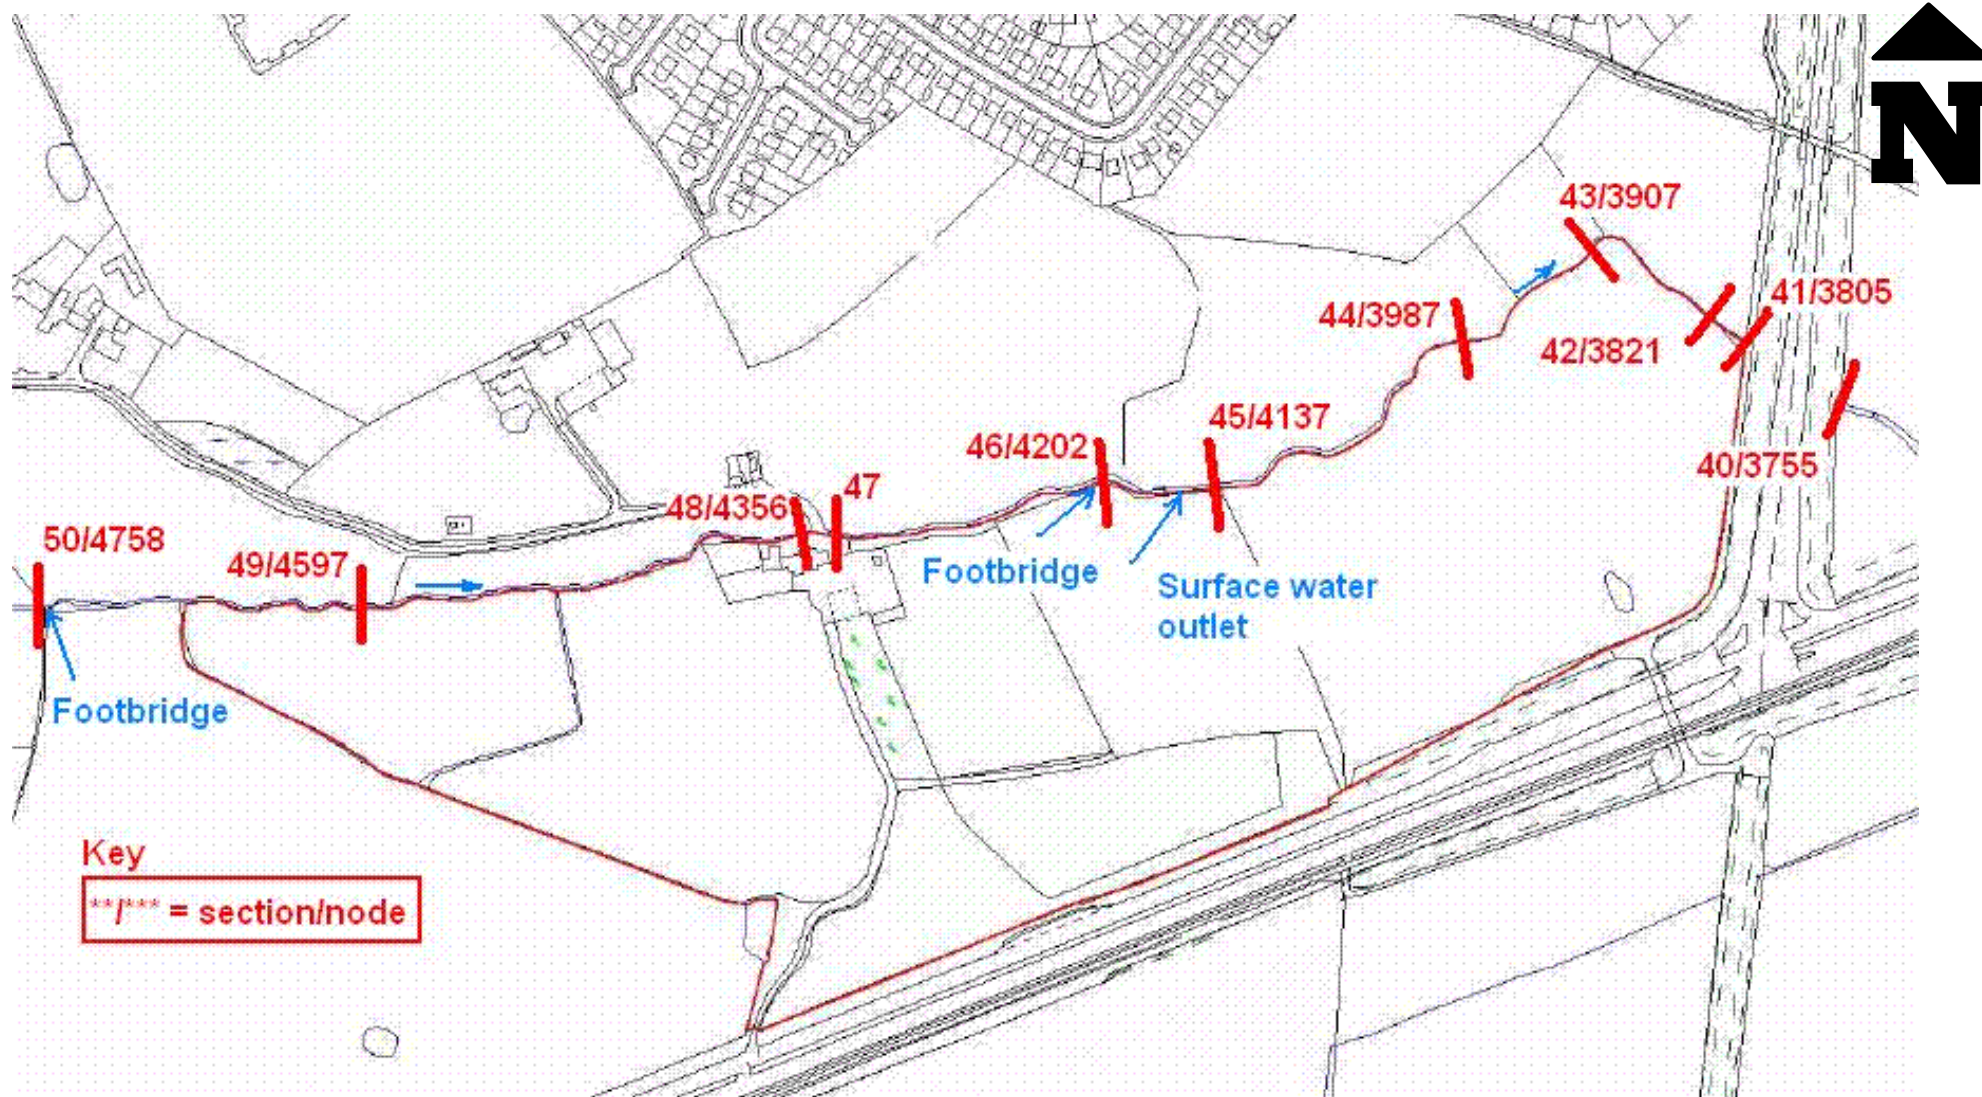 N
43/3907
41/3805
44/3987
42/3821
45/4137
46/4202
40/3755
47
48/4356
50/4758
49/4597
Footbridge
Surface water
outlet
Footbridge
Key
**/*** = section/node